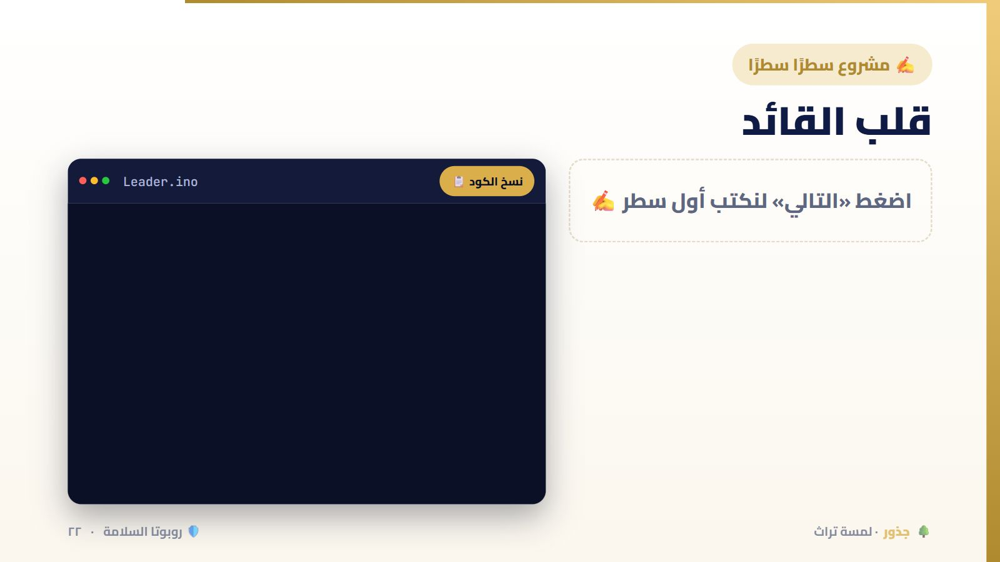 ✍️ مشروع سطرًا سطرًا
قلب القائد
اضغط «التالي» لنكتب أول سطر ✍️
Leader.ino
نسخ الكود 📋
🌳 جذور · لمسة تراث
🛡️ روبوتا السلامة · ٢٢